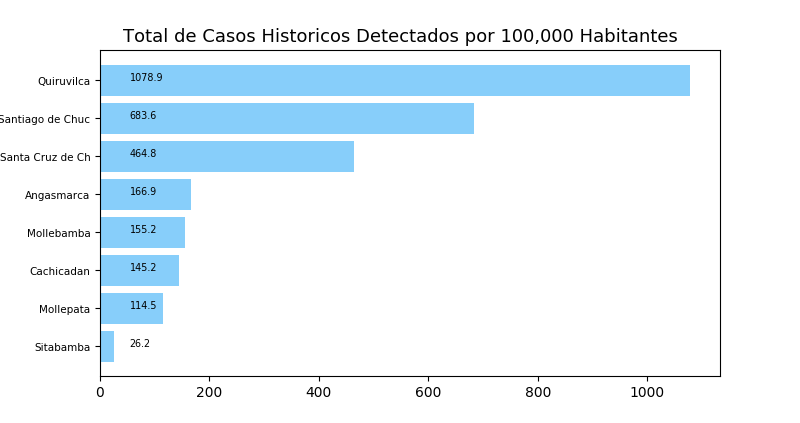 Total de Casos Historicos Detectados por 100,000 Habitantes
Quiruvilca 1078.9
Santiago de Chuc 683.6
Santa Cruz de Ch 464.8
Angasmarca 166.9
Mollebamba 155.2
Cachicadan 145.2
Mollepata 114.5
Sitabamba 26.2
0 200 400 600 800 1000